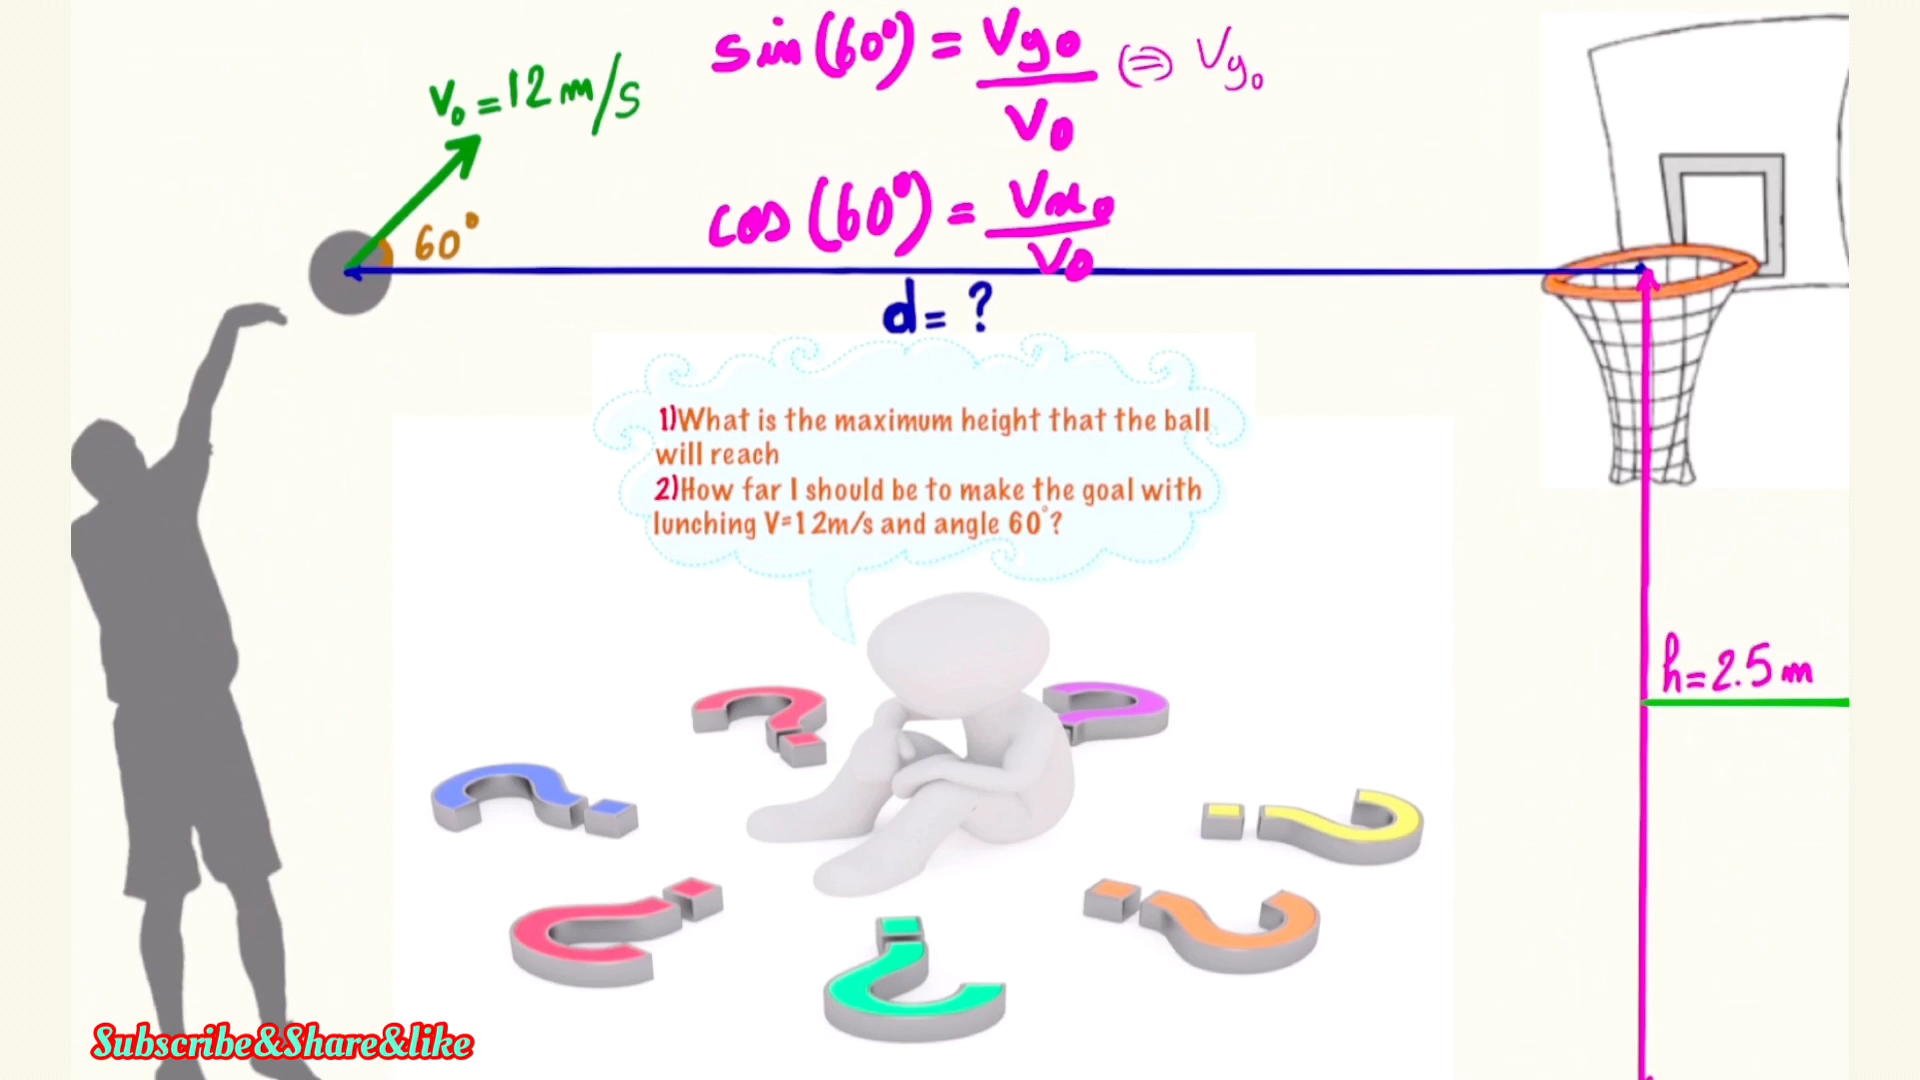 sin(60°) = Vy₀/V₀ ⇔ Vy₀
V₀ = 12 m/s
cos(60°) = Vx₀/V₀
60°
d = ?
1)What is the maximum height that the ball
will reach
2)How far I should be to make the goal with
lunching V=12m/s and angle 60°?
h = 2.5 m
Subscribe&Share&like